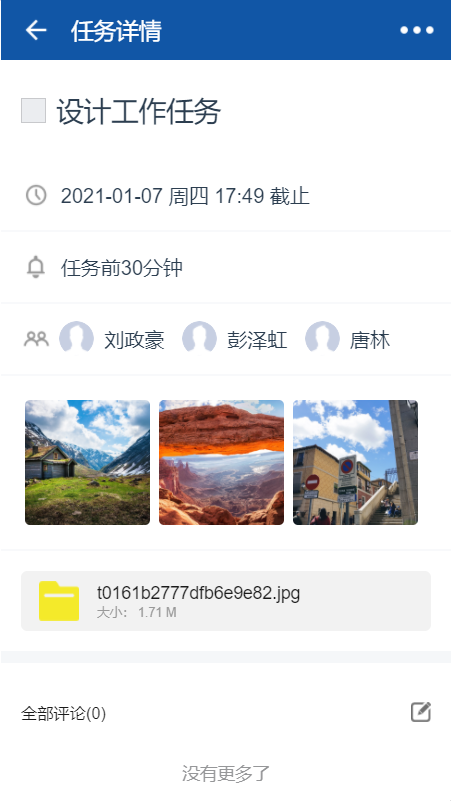 任务详情
设计工作任务
2021-01-07 周四 17:49 截止
任务前30分钟
刘政豪 彭泽虹 唐林
t0161b2777dfb6e9e82.jpg
大小: 1.71 M
全部评论(0)
没有更多了